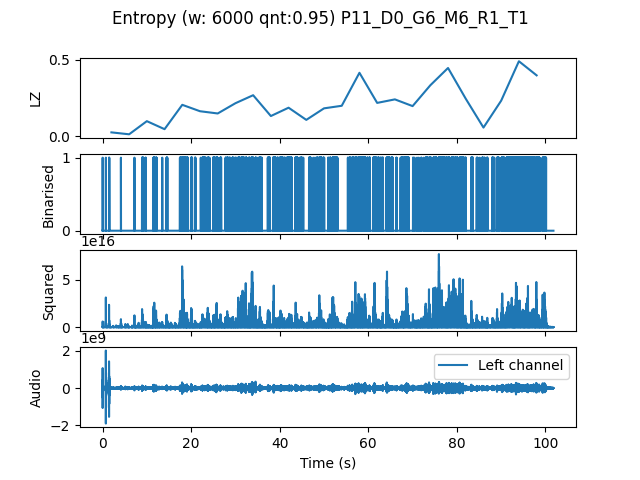 Entropy (w: 6000 qnt:0.95) P11_D0_G6_M6_R1_T1
0.5
LZ
0.0
1
Binarised
0
1e16
5
Squared
0
1e9
2
Left channel
Audio
0
−2
0 20 40 60 80 100
Time (s)